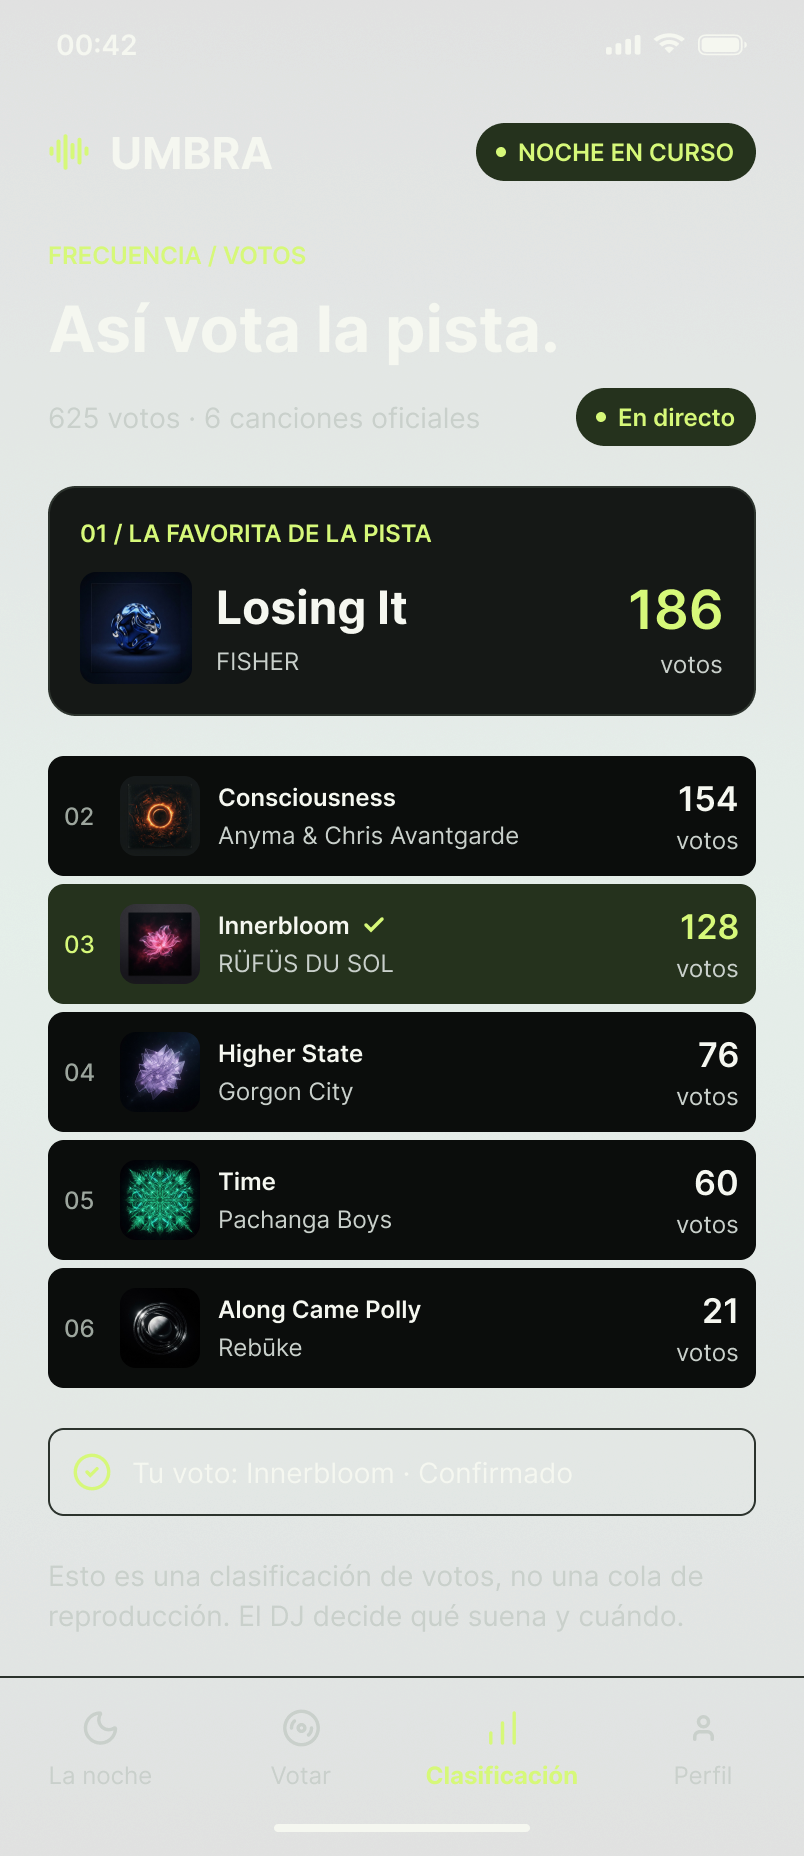 00:42
UMBRA
NOCHE EN CURSO
FRECUENCIA / VOTOS
Así vota la pista.
625 votos · 6 canciones oficiales
En directo
01 / LA FAVORITA DE LA PISTA
Losing It
186
FISHER
votos
02
Consciousness
154
Anyma & Chris Avantgarde
votos
03
Innerbloom
128
RÜFÜS DU SOL
votos
04
Higher State
76
Gorgon City
votos
05
Time
60
Pachanga Boys
votos
06
Along Came Polly
21
Rebūke
votos
Tu voto: Innerbloom · Confirmado
Esto es una clasificación de votos, no una cola de
reproducción. El DJ decide qué suena y cuándo.
La noche
Votar
Clasificación
Perfil